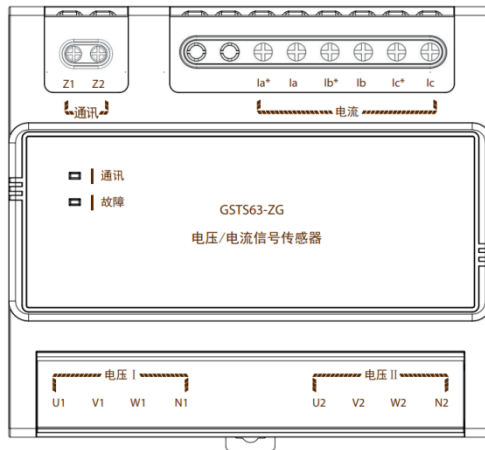 Z1 Z2
Ia* Ia Ib* Ib Ic* Ic
通讯
电流
通讯
故障
GSTS63-ZG
电压/电流信号传感器
电压Ⅰ
电压Ⅱ
U1 V1 W1 N1
U2 V2 W2 N2